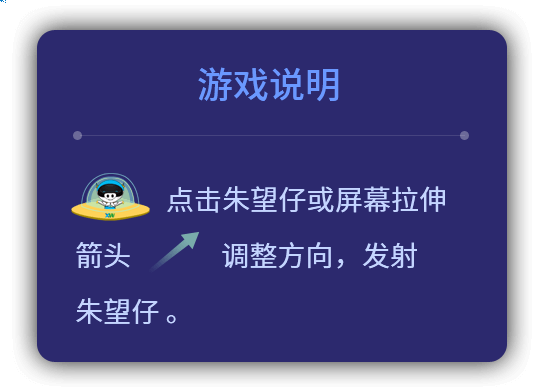 游戏说明
点击朱望仔或屏幕拉伸
箭头 调整方向，发射
朱望仔 。